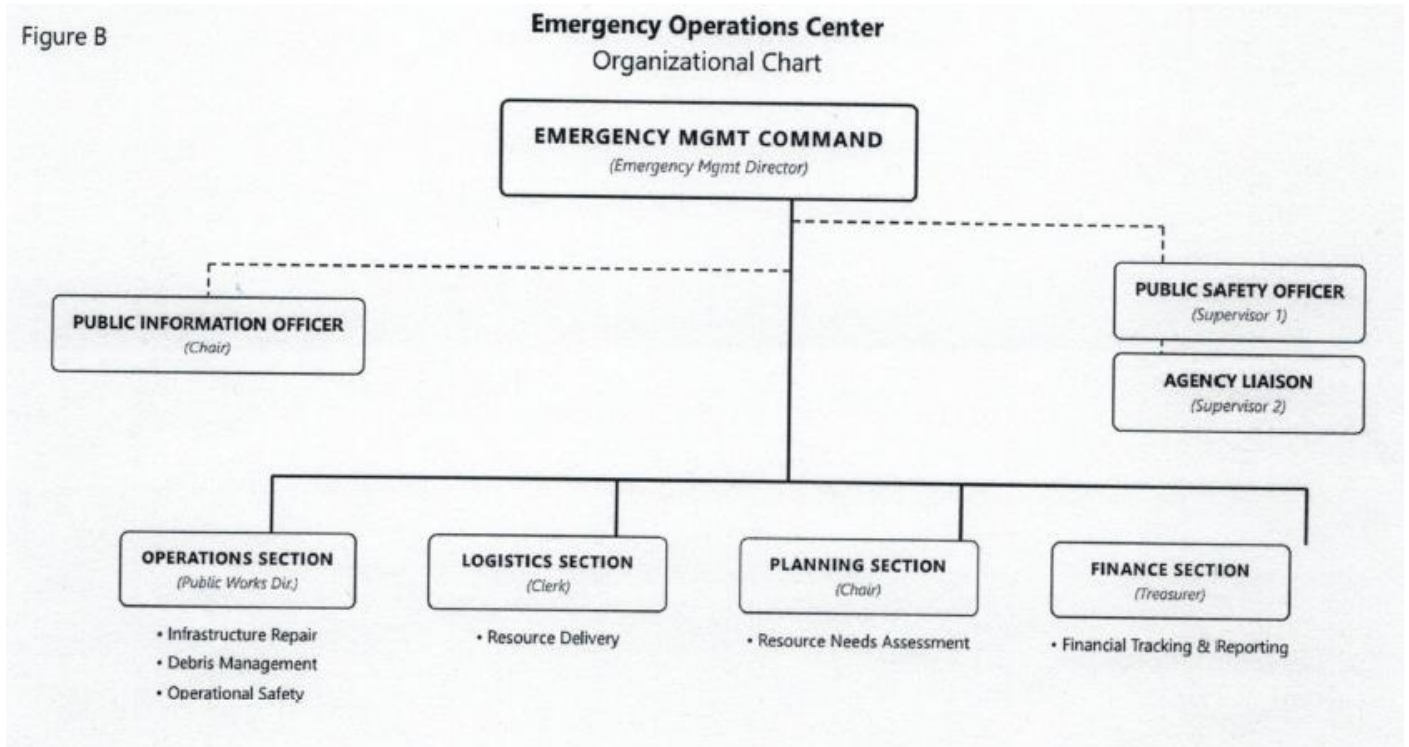 Figure B
Emergency Operations Center
Organizational Chart
EMERGENCY MGMT COMMAND
(Emergency Mgmt Director)
PUBLIC INFORMATION OFFICER
(Chair)
PUBLIC SAFETY OFFICER
(Supervisor 1)
AGENCY LIAISON
(Supervisor 2)
OPERATIONS SECTION
(Public Works Dir.)
• Infrastructure Repair
• Debris Management
• Operational Safety
LOGISTICS SECTION
(Clerk)
• Resource Delivery
PLANNING SECTION
(Chair)
• Resource Needs Assessment
FINANCE SECTION
(Treasurer)
• Financial Tracking & Reporting